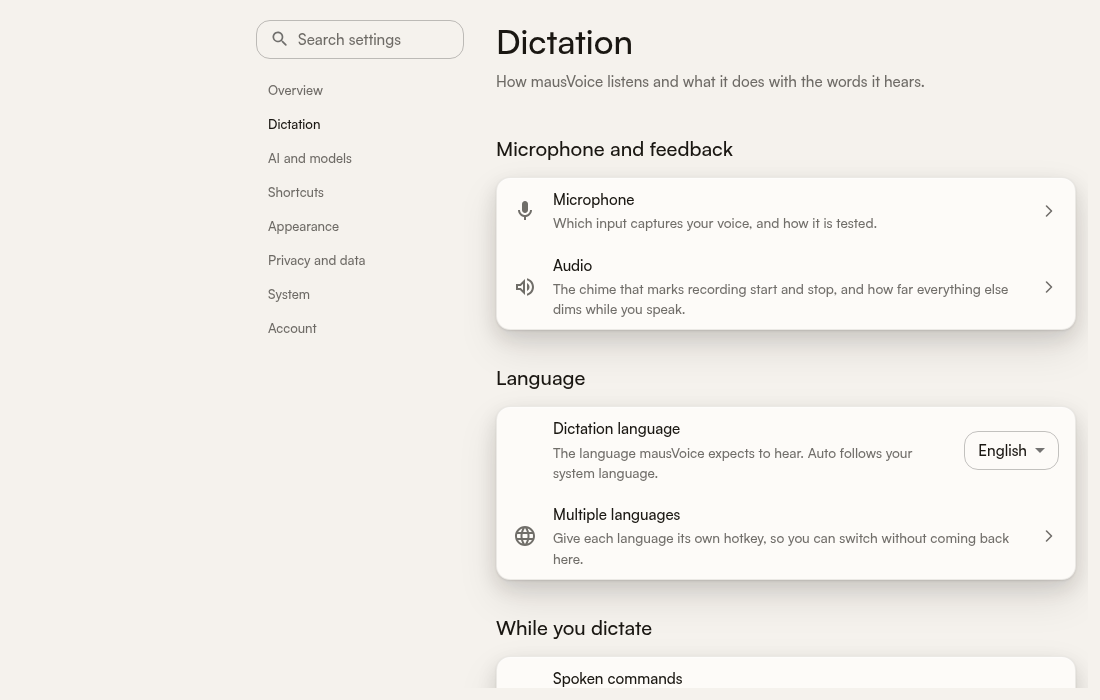 Search settings
Overview
Dictation
AI and models
Shortcuts
Appearance
Privacy and data
System
Account
Dictation
How mausVoice listens and what it does with the words it hears.
Microphone and feedback
Microphone
Which input captures your voice, and how it is tested.
Audio
The chime that marks recording start and stop, and how far everything else
dims while you speak.
Language
Dictation language
The language mausVoice expects to hear. Auto follows your
system language.
English
Multiple languages
Give each language its own hotkey, so you can switch without coming back
here.
While you dictate
Spoken commands